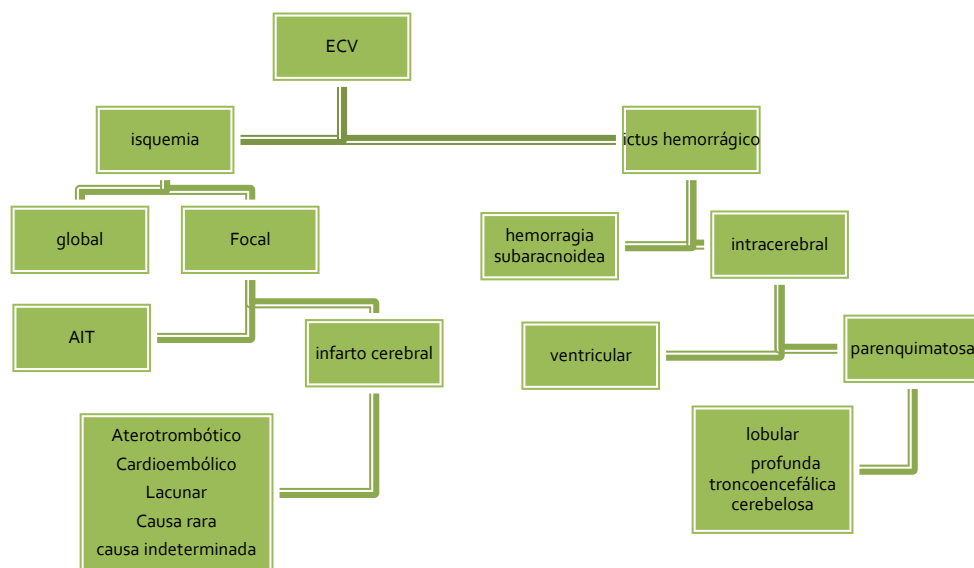 ECV
isquemia
ictus hemorrágico
global
Focal
hemorragia
subaracnoidea
intracerebral
AIT
infarto cerebral
ventricular
parenquimatosa
Aterotrombótico
Cardioembólico
Lacunar
Causa rara
causa indeterminada
lobular
profunda
troncoencefálica
cerebelosa